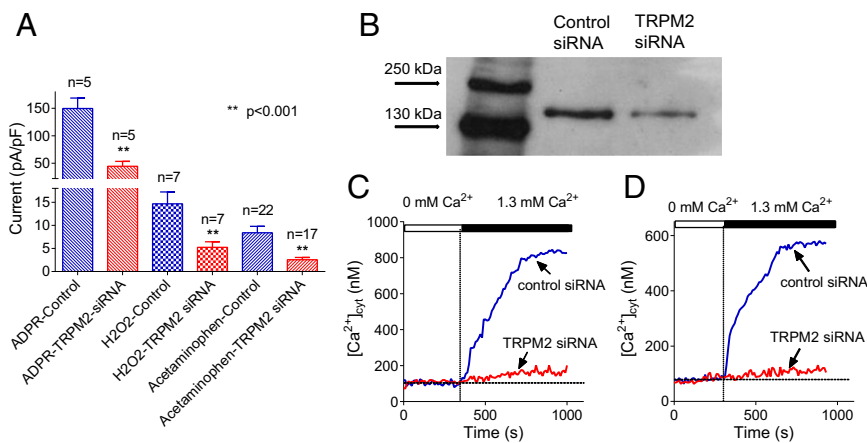 A
n=5
n=5
**
** p<0.001
n=7
n=7
**
n=22
n=17
**
Current (pA/pF)
150
100
50
15
10
5
0
ADPR-Control
ADPR-TRPM2-siRNA
H2O2-Control
H2O2-TRPM2 siRNA
Acetaminophen-Control
Acetaminophen-TRPM2 siRNA
B
Control siRNA
TRPM2 siRNA
250 kDa
130 kDa
C
0 mM Ca²⁺
1.3 mM Ca²⁺
[Ca²⁺]cyt (nM)
1000
800
600
400
200
0
control siRNA
TRPM2 siRNA
0
500
1000
Time (s)
D
0 mM Ca²⁺
1.3 mM Ca²⁺
[Ca²⁺]cyt (nM)
600
400
200
0
control siRNA
TRPM2 siRNA
0
500
1000
Time (s)